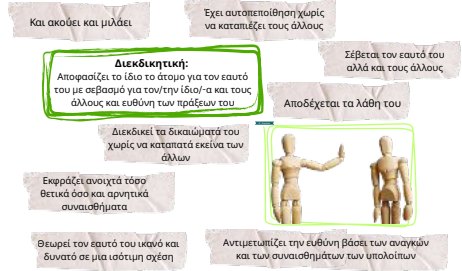 Και ακούει και μιλάει
Έχει αυτοπεποίθηση χωρίς
να καταπιέζει τους άλλους
Διεκδικητική:
Αποφασίζει το ίδιο το άτομο για τον εαυτό
του με σεβασμό για τον/την ίδιο/-α και τους
άλλους και ευθύνη των πράξεων του
Σέβεται τον εαυτό του
αλλά και τους άλλους
Αποδέχεται τα λάθη του
Διεκδικεί τα δικαιώματά του
χωρίς να καταπατά εκείνα των
άλλων
Εκφράζει ανοιχτά τόσο
θετικά όσο και αρνητικά
συναισθήματα
Θεωρεί τον εαυτό του ικανό και
δυνατό σε μια ισότιμη σχέση
Αντιμετωπίζει την ευθύνη βάσει των αναγκών
και των συναισθημάτων των υπολοίπων